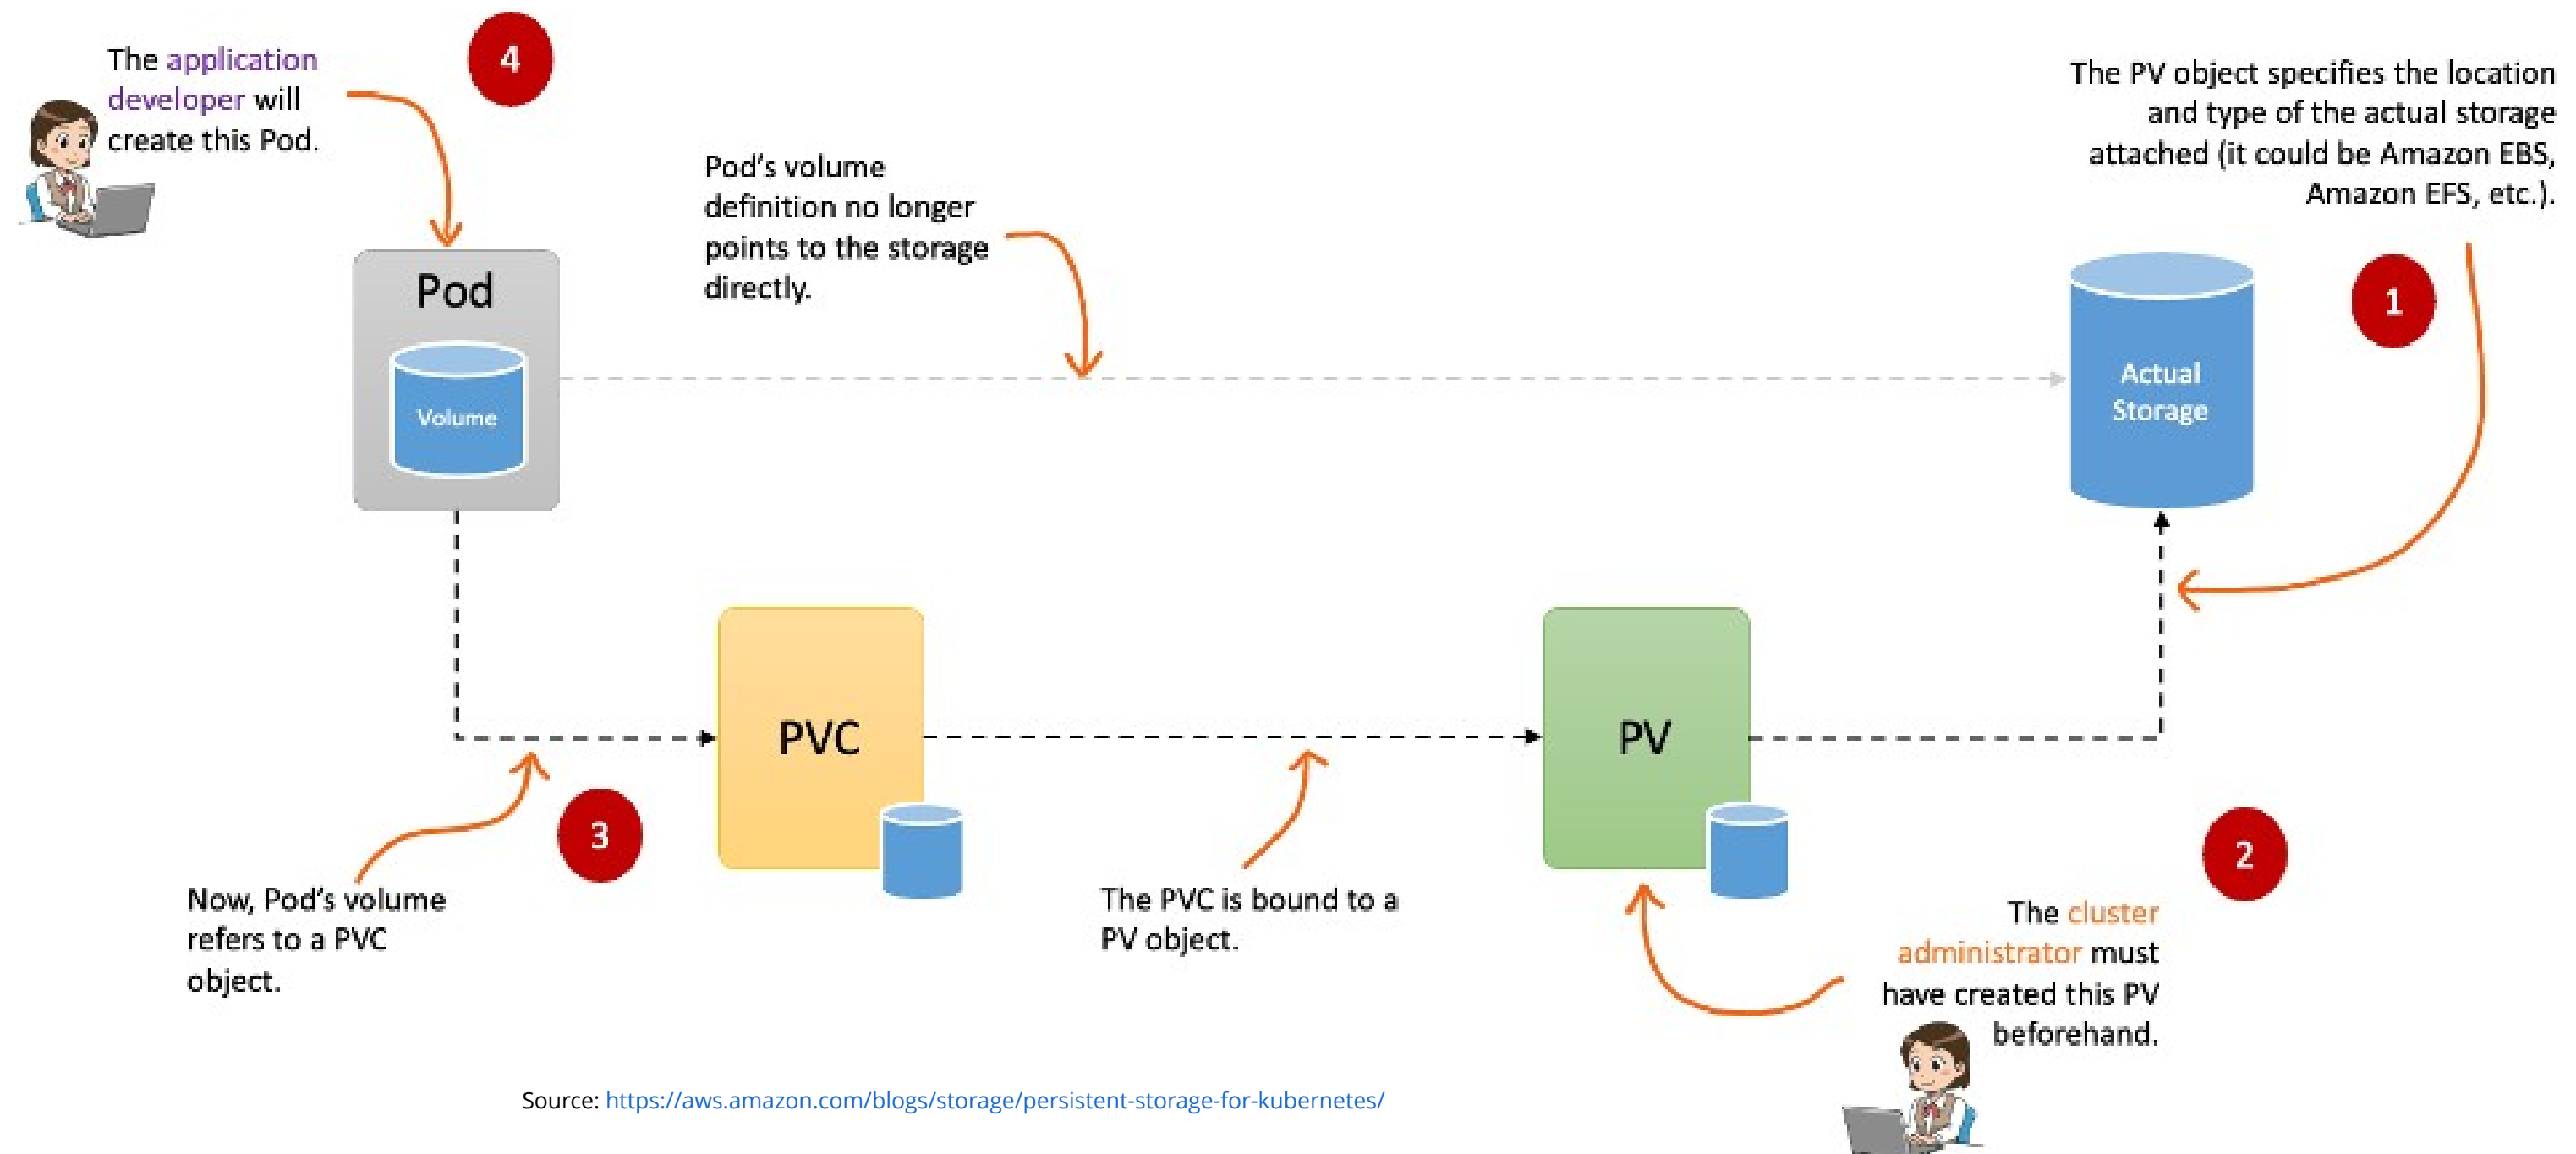 The application
developer will
create this Pod.
4
Pod's volume
definition no longer
points to the storage
directly.
The PV object specifies the location
and type of the actual storage
attached (it could be Amazon EBS,
Amazon EFS, etc.).
1
Pod
Volume
Actual
Storage
PVC
PV
3
Now, Pod's volume
refers to a PVC
object.
The PVC is bound to a
PV object.
2
The cluster
administrator must
have created this PV
beforehand.
Source: https://aws.amazon.com/blogs/storage/persistent-storage-for-kubernetes/